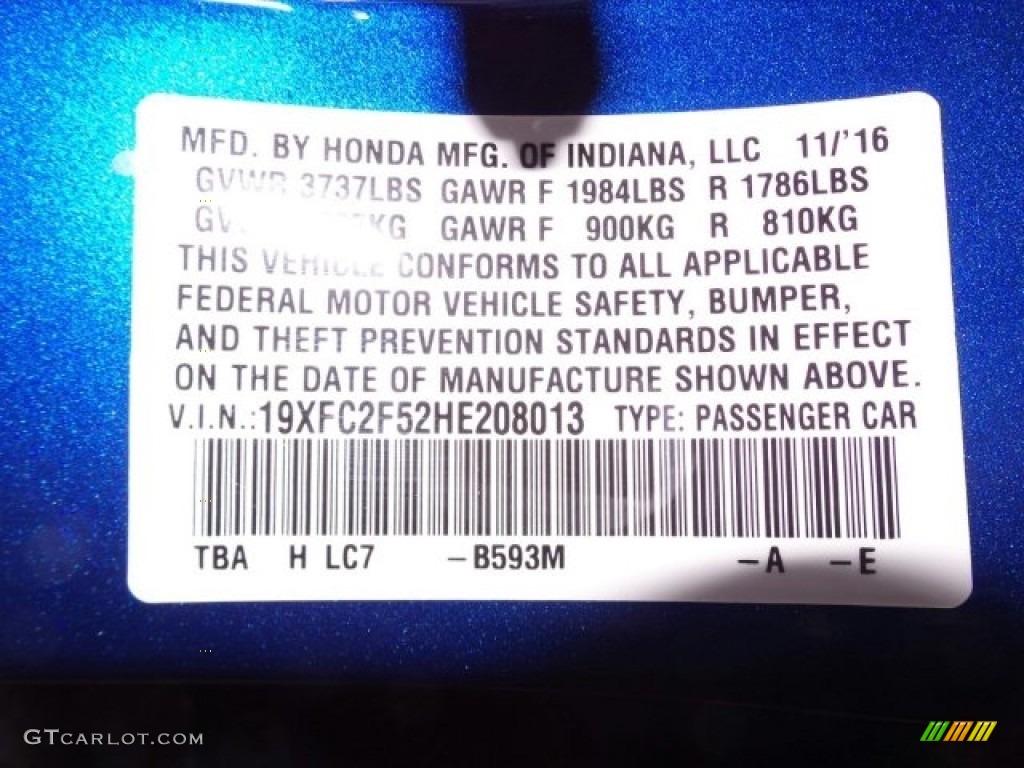 MFD. BY HONDA MFG. OF INDIANA, LLC 11/'16
GVWR 3737LBS GAWR F 1984LBS R 1786LBS
GAWR F 900KG R 810KG
THIS VEHICLE CONFORMS TO ALL APPLICABLE
FEDERAL MOTOR VEHICLE SAFETY, BUMPER,
AND THEFT PREVENTION STANDARDS IN EFFECT
ON THE DATE OF MANUFACTURE SHOWN ABOVE.
V.I.N.:19XFC2F52HE208013 TYPE: PASSENGER CAR
TBA H LC7 –B593M –A –E
GTCARLOT.COM